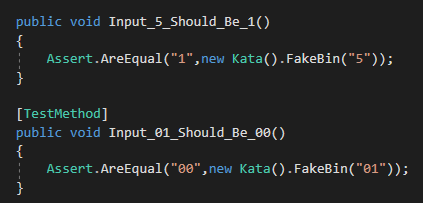 public void Input_5_Should_Be_1()
{
Assert.AreEqual("1",new Kata().FakeBin("5"));
}
[TestMethod]
public void Input_01_Should_Be_00()
{
Assert.AreEqual("00",new Kata().FakeBin("01"));
}